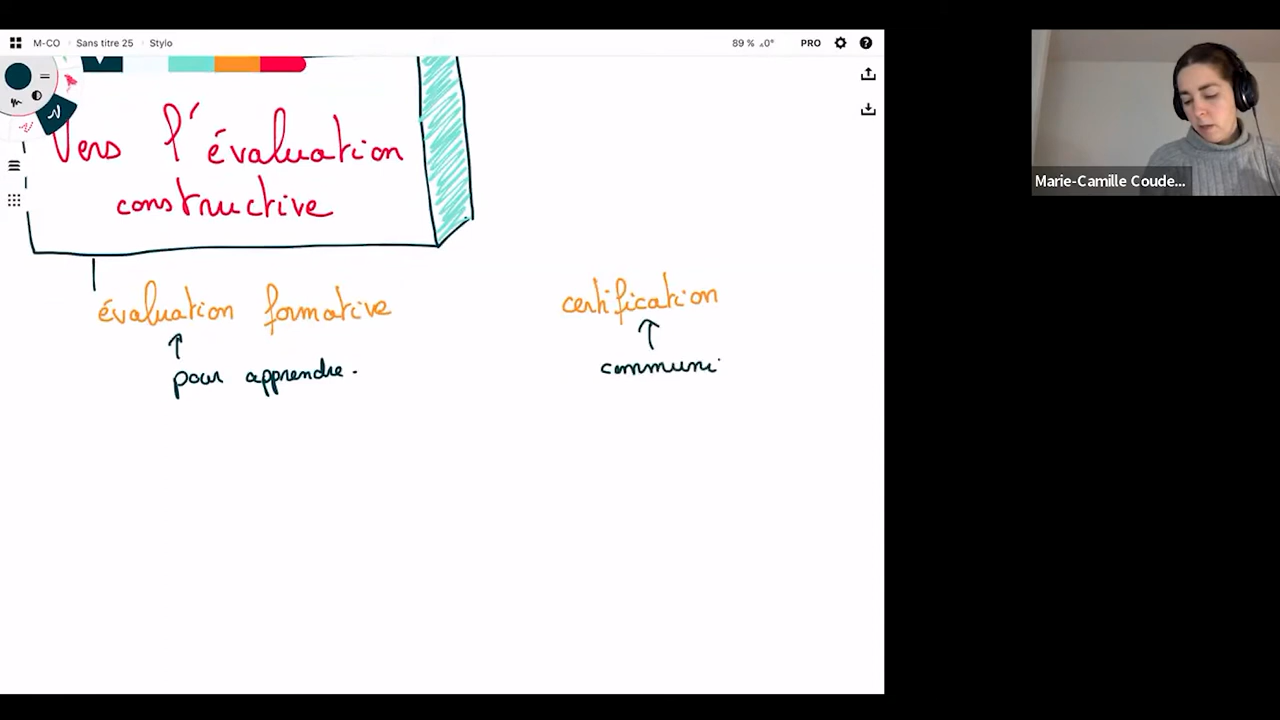 M-CO › Sans titre 25 › Stylo
89 % ⊿0°
PRO
Vers l'évaluation
constructive
évaluation formative
certification
pour apprendre.
communi
Marie-Camille Coude...